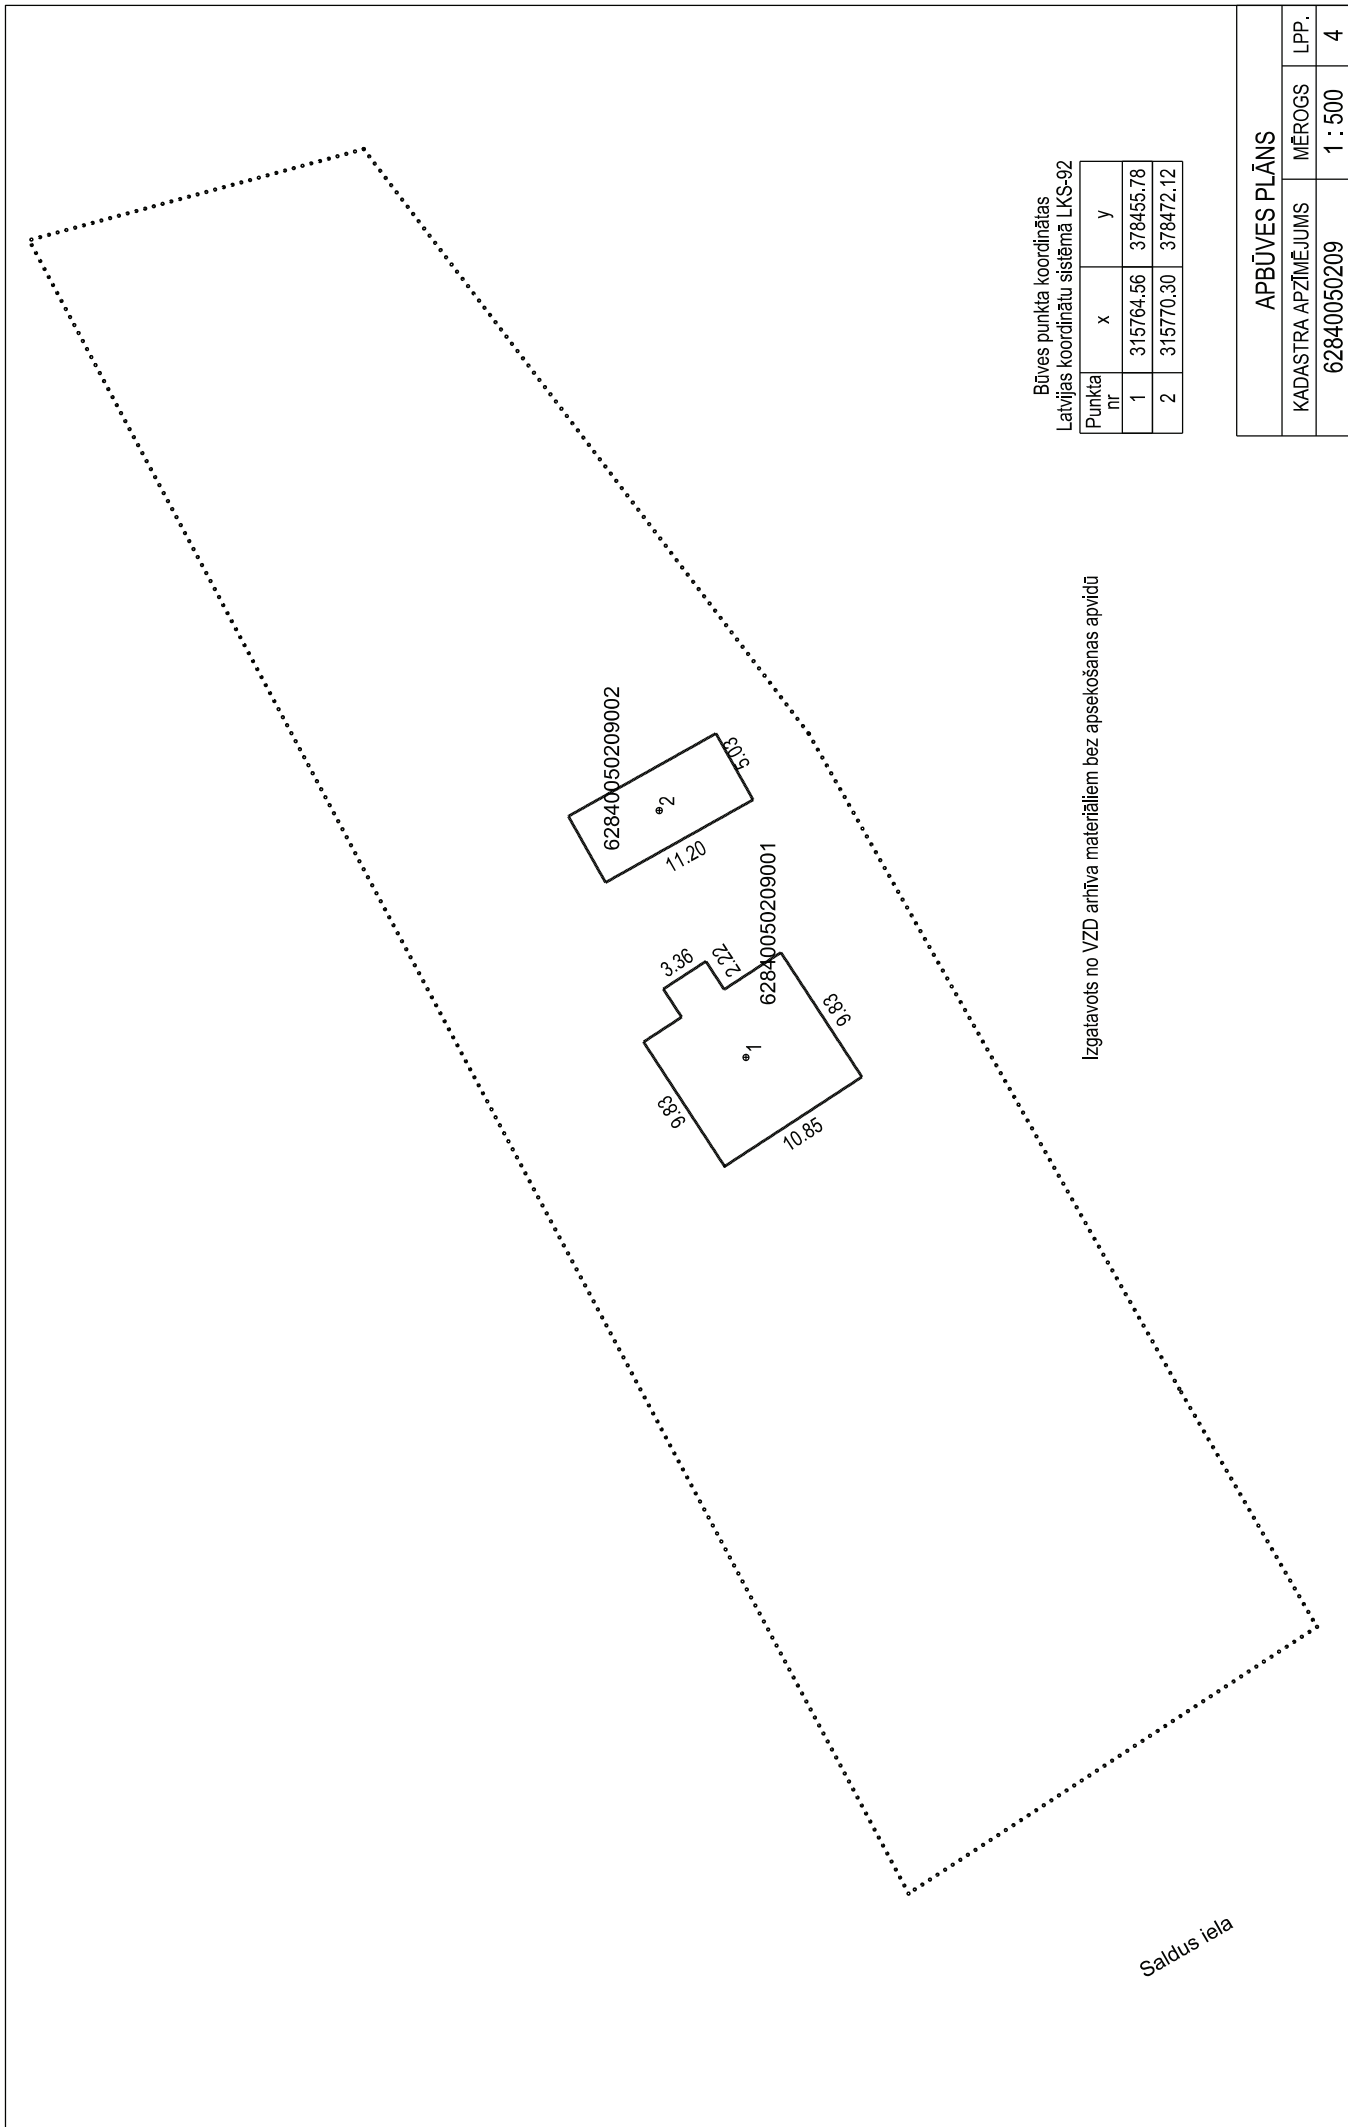 62840050209002
2
5.03
11.20
62840050209001
3.36
2.22
1
9.83
9.83
10.85
Saldus iela
Izgatavots no VZD arhīva materiāliem bez apsekošanas apvidū
Būves punkta koordinātas
Latvijas koordinātu sistēmā LKS-92
Punkta nr x y
1 315764.56 378455.78
2 315770.30 378472.12
APBŪVES PLĀNS
KADASTRA APZĪMĒJUMS MĒROGS LPP.
62840050209 1 : 500 4